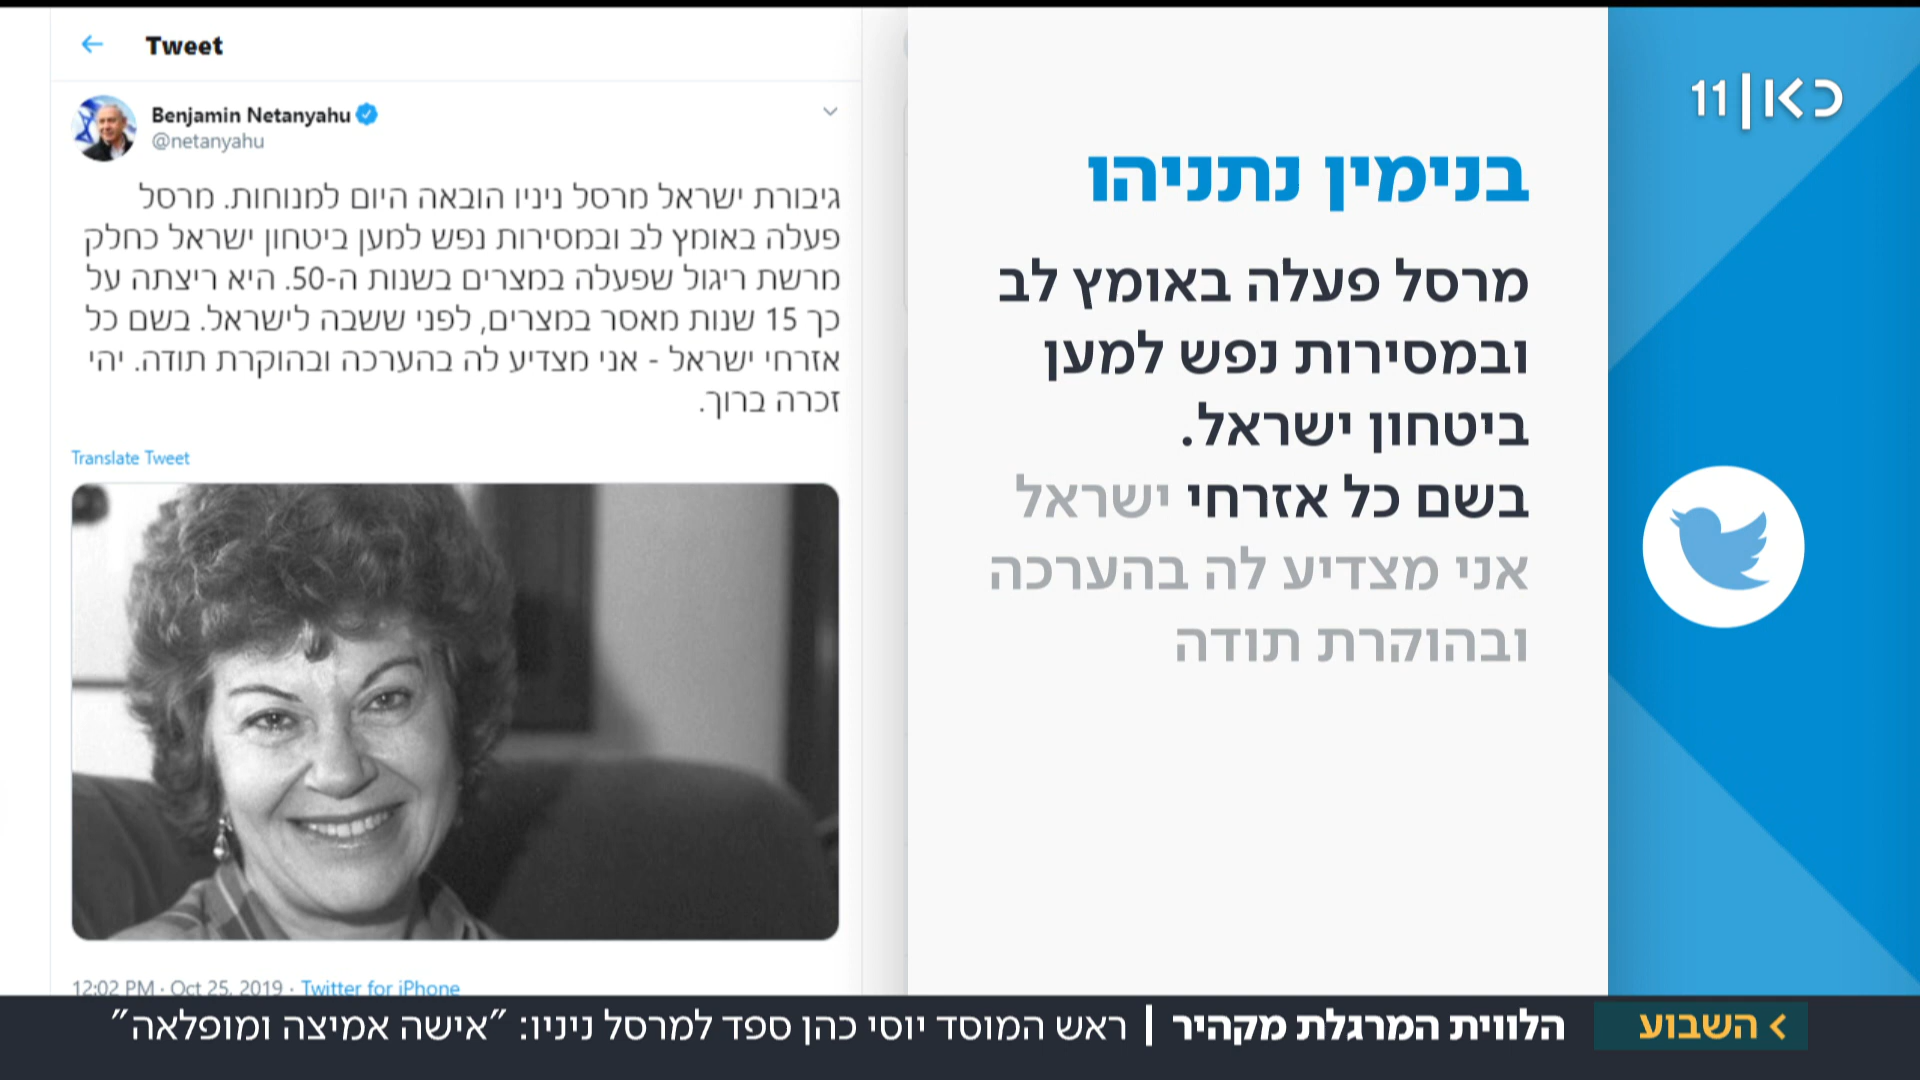 Tweet
Benjamin Netanyahu
@netanyahu
גיבורת ישראל מרסל ניניו הובאה היום למנוחות. מרסל
פעלה באומץ לב ובמסירות נפש למען ביטחון ישראל כחלק
מרשת ריגול שפעלה במצרים בשנות ה-50. היא ריצתה על
כך 15 שנות מאסר במצרים, לפני ששבה לישראל. בשם כל
אזרחי ישראל - אני מצדיע לה בהערכה ובהוקרת תודה. יהי
זכרה ברוך.
Translate Tweet
12:02 PM · Oct 25, 2019 · Twitter for iPhone
בנימין נתניהו
מרסל פעלה באומץ לב
ובמסירות נפש למען
ביטחון ישראל.
בשם כל אזרחי ישראל
אני מצדיע לה בהערכה
ובהוקרת תודה
כאן|11
השבוע
הלווית המרגלת מקהיר | ראש המוסד יוסי כהן ספד למרסל ניניו: "אישה אמיצה ומופלאה"